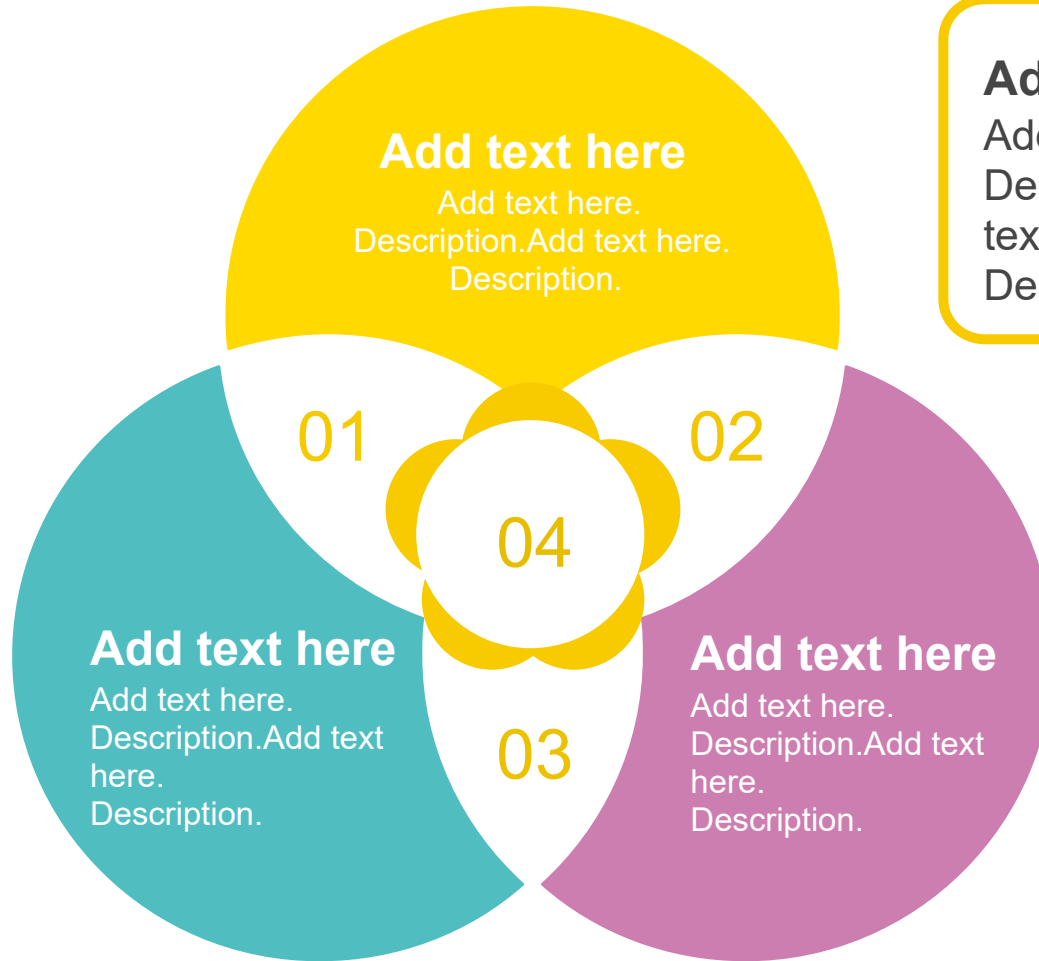 Add text here
Add text here.
Description.Add text here.
Description.
01
02
04
03
Add text here
Add text here.
Description.Add text
here.
Description.
Add text here
Add text here.
Description.Add text
here.
Description.